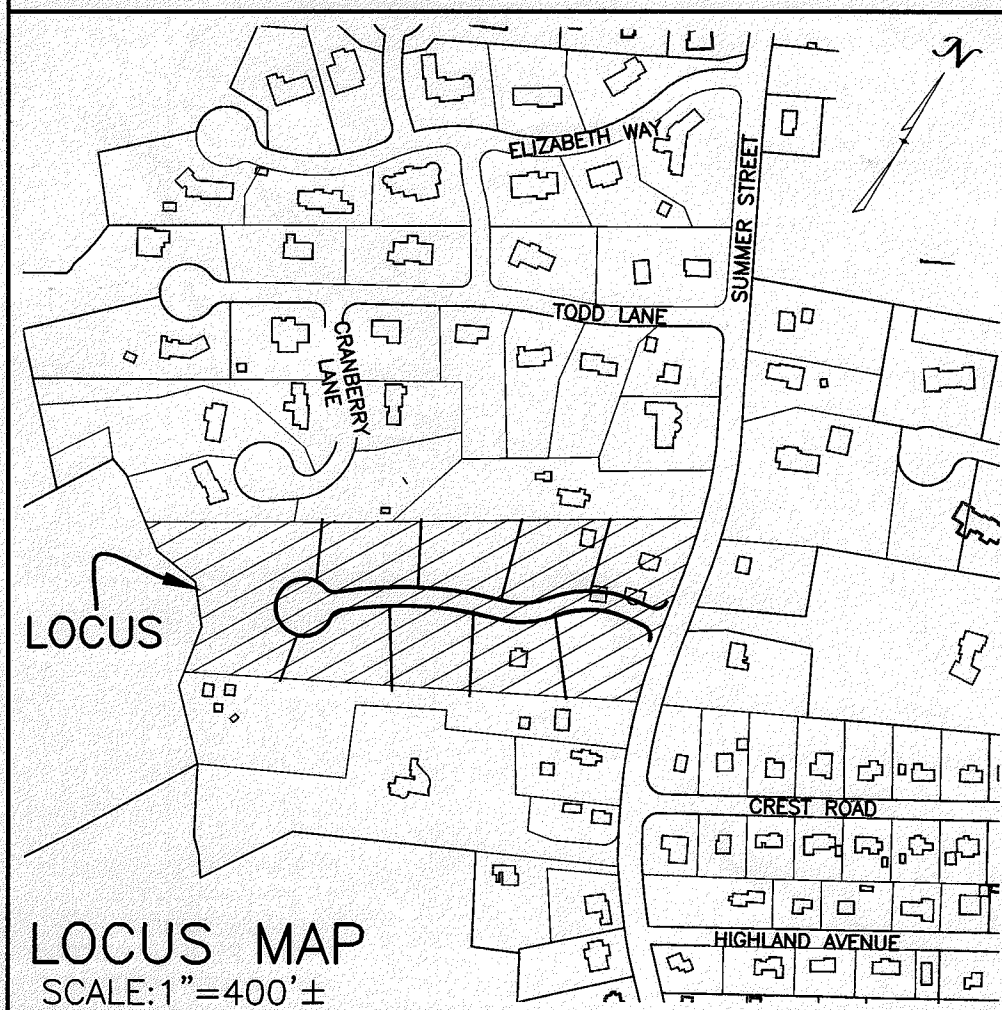 N
ELIZABETH WAY
SUMMER STREET
TODD LANE
CRANBERRY
LANE
LOCUS
CREST ROAD
HIGHLAND AVENUE
LOCUS MAP
SCALE:1"=400'±